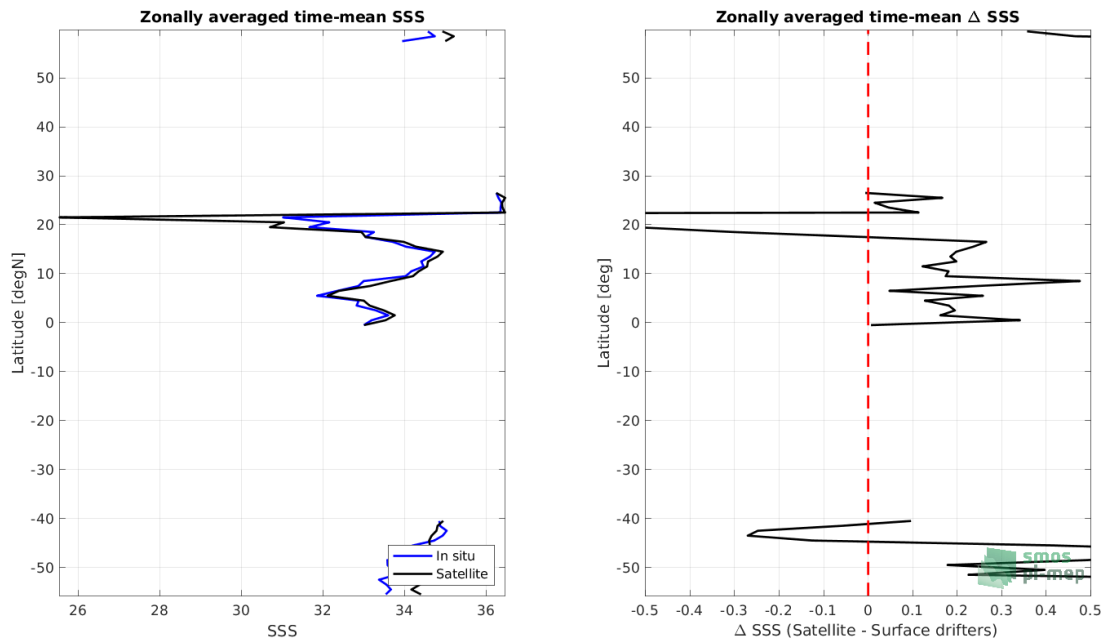 Zonally averaged time-mean SSS
Latitude [degN]
50
40
30
20
10
0
-10
-20
-30
-40
-50
In situ
Satellite
26 28 30 32 34 36
SSS
Zonally averaged time-mean Δ SSS
Latitude [deg]
50
40
30
20
10
0
-10
-20
-30
-40
-50
smos
pi-mep
-0.5 -0.4 -0.3 -0.2 -0.1 0 0.1 0.2 0.3 0.4 0.5
Δ SSS (Satellite - Surface drifters)